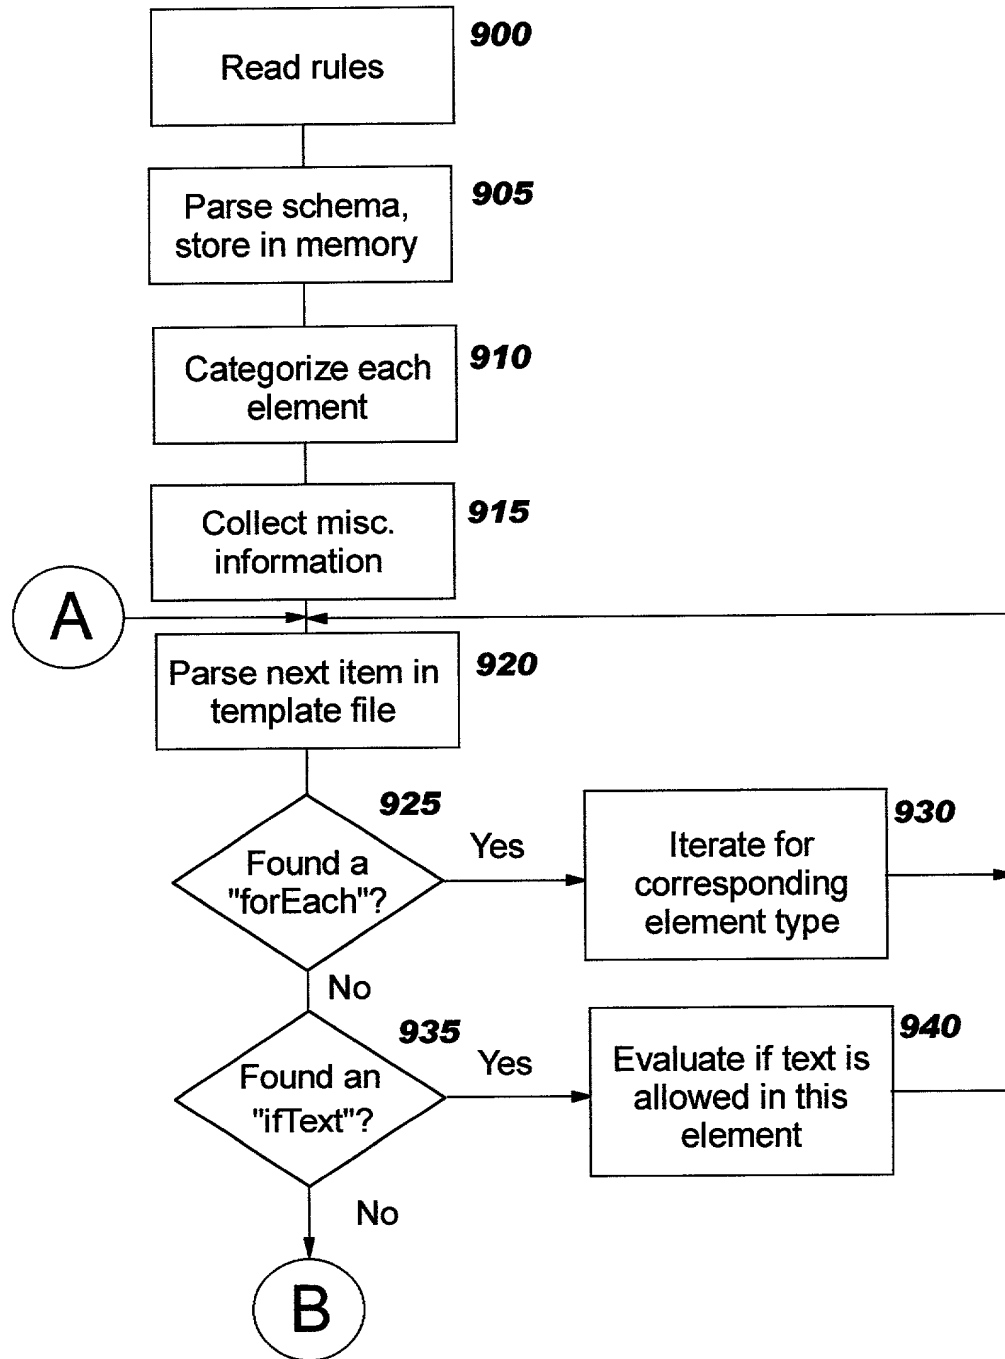 900
Read rules
905
Parse schema,
store in memory
910
Categorize each
element
915
Collect misc.
information
A
920
Parse next item in
template file
925
Found a
"forEach"?
Yes
930
Iterate for
corresponding
element type
No
935
Found an
"ifText"?
Yes
940
Evaluate if text is
allowed in this
element
No
B